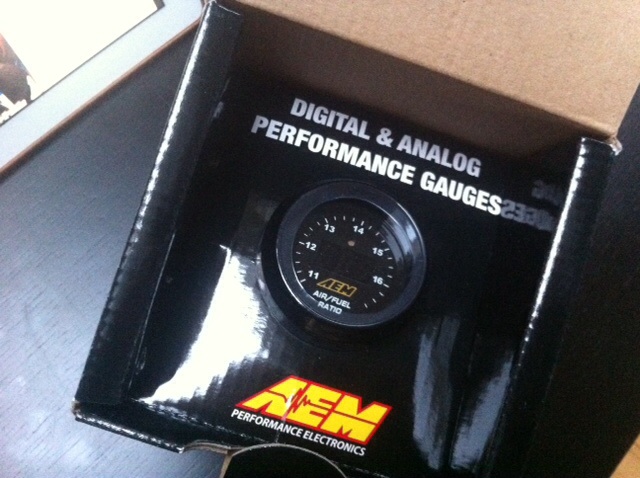 DIGITAL & ANALOG
PERFORMANCE GAUGES
11 12 13 14 15 16
AEM
AIR/FUEL
RATIO
AEM
PERFORMANCE ELECTRONICS